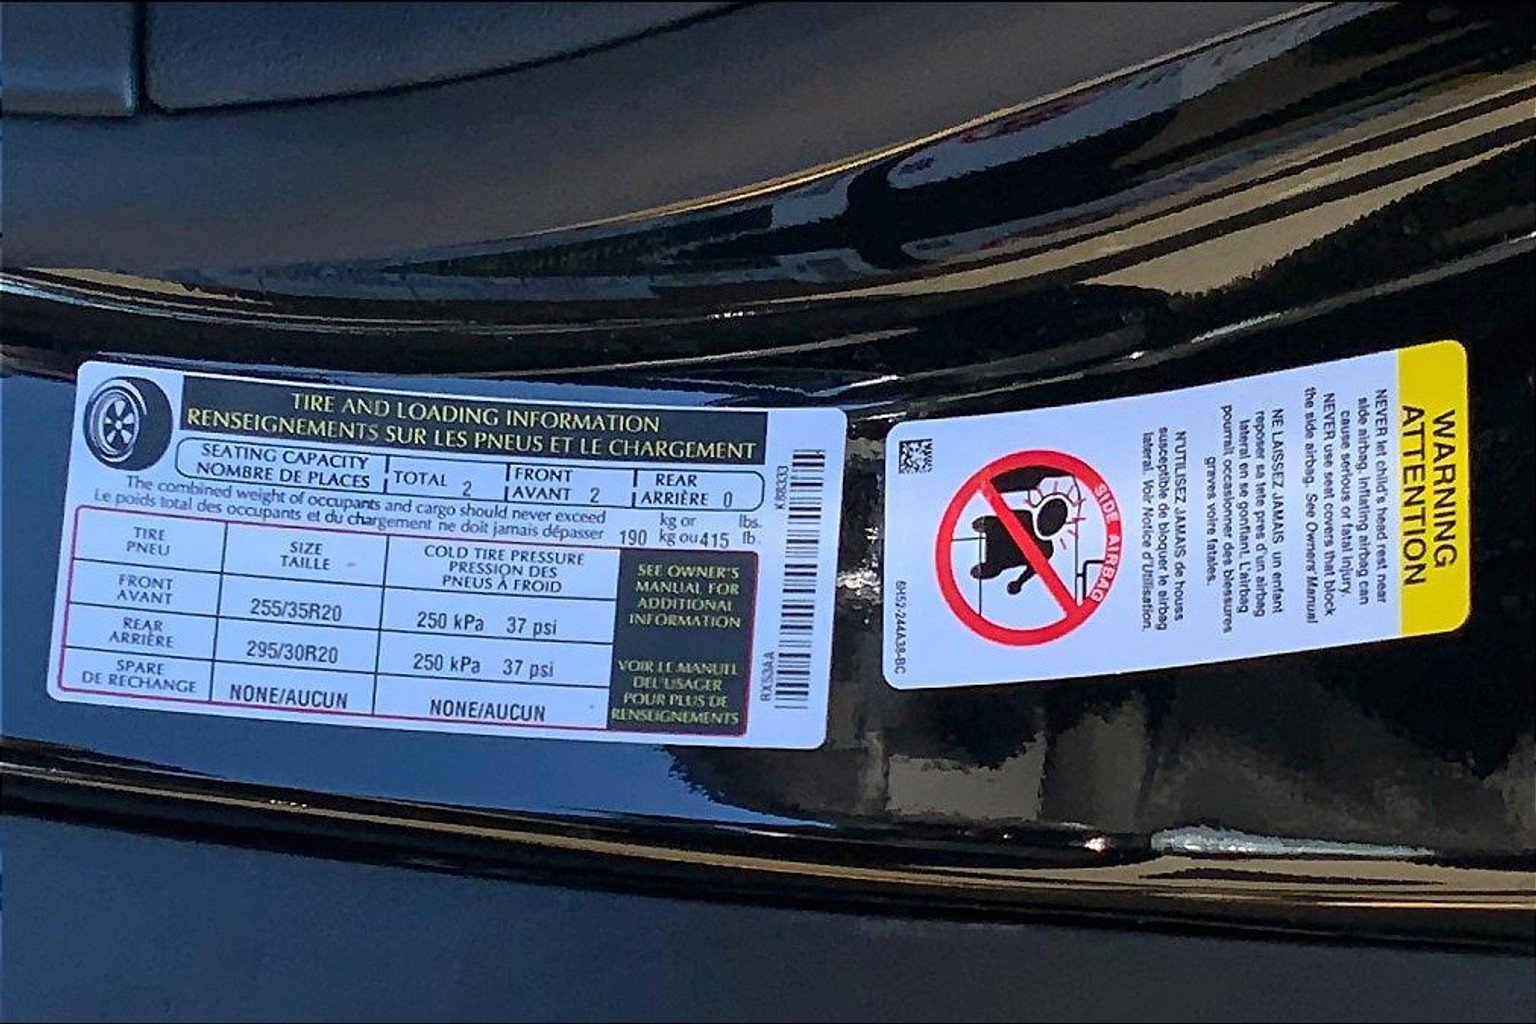 TIRE AND LOADING INFORMATION
RENSEIGNEMENTS SUR LES PNEUS ET LE CHARGEMENT
SEATING CAPACITY
NOMBRE DE PLACES
TOTAL 2
FRONT
AVANT 2
REAR
ARRIÈRE 0
The combined weight of occupants and cargo should never exceed
Le poids total des occupants et du chargement ne doit jamais dépasser
190 kg or kg ou 415 lbs. lb.
TIRE
PNEU
SIZE
TAILLE
COLD TIRE PRESSURE
PRESSION DES
PNEUS À FROID
FRONT
AVANT
255/35R20
250 kPa 37 psi
REAR
ARRIÈRE
295/30R20
250 kPa 37 psi
SPARE
DE RECHANGE
NONE/AUCUN
NONE/AUCUN
SEE OWNER'S
MANUAL FOR
ADDITIONAL
INFORMATION
VOIR LE MANUEL
DEL'USAGER
POUR PLUS DE
RENSEIGNEMENTS
K88333
RX53AA
WARNING
ATTENTION
NEVER let child's head rest near
side airbag. Inflating airbag can
cause serious or fatal injury.
NEVER use seat covers that block
the side airbag. See Owners Manual
NE LAISSEZ JAMAIS un enfant
reposer sa tete pres d'un airbag
lateral en se gonflant. L'airbag
pourrait occasionner des blessures
graves voire fatales.
N'UTILISEZ JAMAIS de houss
susceptible de bloquer le airbag
lateral. Voir Notice d'Utilisation.
SIDE AIRBAG
6H52-244A38-BC